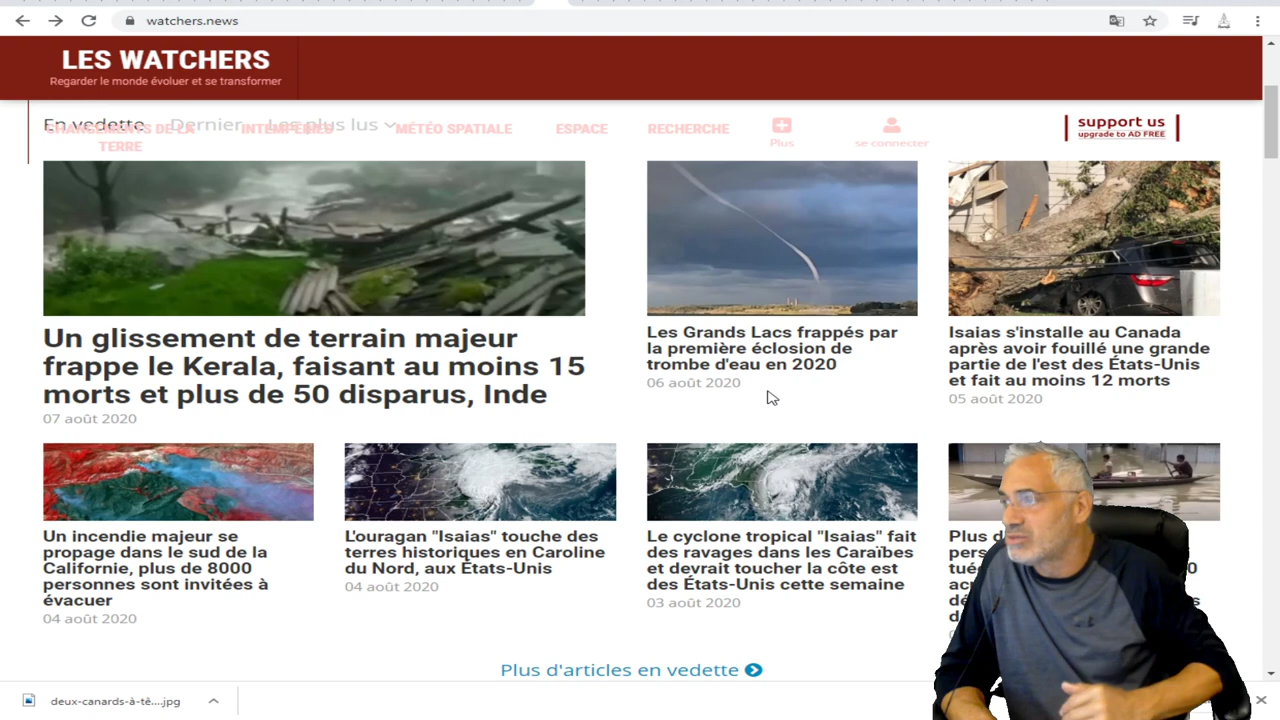 watchers.news
LES WATCHERS
Regarder le monde évoluer et se transformer
En vedette
Dernier
Les plus lus
CHANGEMENTS DE LA
TERRE
INTEMPÉRIES
MÉTÉO SPATIALE
ESPACE
RECHERCHE
Plus
se connecter
support us
upgrade to AD FREE
Un glissement de terrain majeur
frappe le Kerala, faisant au moins 15
morts et plus de 50 disparus, Inde
07 août 2020
Les Grands Lacs frappés par
la première éclosion de
trombe d'eau en 2020
06 août 2020
Isaias s'installe au Canada
après avoir fouillé une grande
partie de l'est des États-Unis
et fait au moins 12 morts
05 août 2020
Un incendie majeur se
propage dans le sud de la
Californie, plus de 8000
personnes sont invitées à
évacuer
04 août 2020
L'ouragan "Isaias" touche des
terres historiques en Caroline
du Nord, aux États-Unis
04 août 2020
Le cyclone tropical "Isaias" fait
des ravages dans les Caraïbes
et devrait toucher la côte est
des États-Unis cette semaine
03 août 2020
Plus d
pers
tué
Plus d'articles en vedette
deux-canards-à-tê....jpg